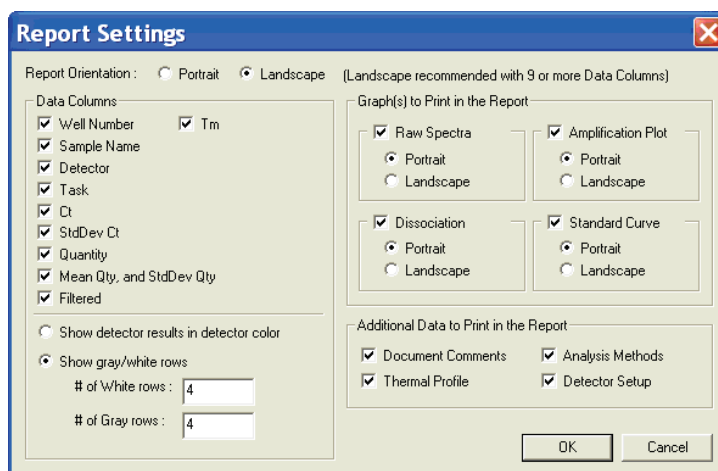 Report Settings
Report Orientation : Portrait Landscape (Landscape recommended with 9 or more Data Columns)
Data Columns
Well Number Tm
Sample Name
Detector
Task
Ct
StdDev Ct
Quantity
Mean Qty, and StdDev Qty
Filtered
Show detector results in detector color
Show gray/white rows
# of White rows : 4
# of Gray rows : 4
Graph(s) to Print in the Report
Raw Spectra Amplification Plot
Portrait Portrait
Landscape Landscape
Dissociation Standard Curve
Portrait Portrait
Landscape Landscape
Additional Data to Print in the Report
Document Comments Analysis Methods
Thermal Profile Detector Setup
OK Cancel